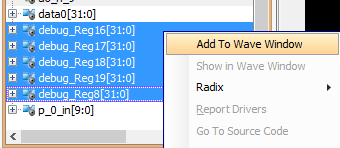 data0[31:0]
debug_Reg16[31:0]
debug_Reg17[31:0]
debug_Reg18[31:0]
debug_Reg19[31:0]
debug_Reg8[31:0]
p_0_in[9:0]
Add To Wave Window
Show in Wave Window
Radix
Report Drivers
Go To Source Code